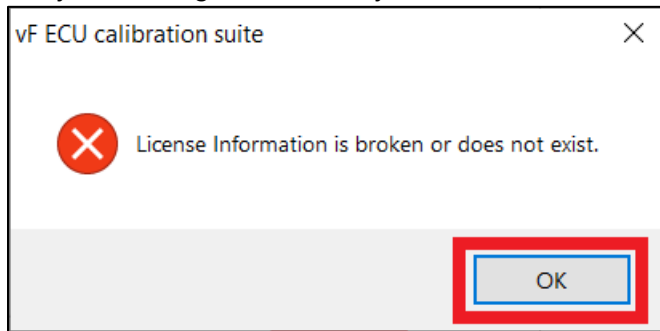 vF ECU calibration suite
License Information is broken or does not exist.
OK